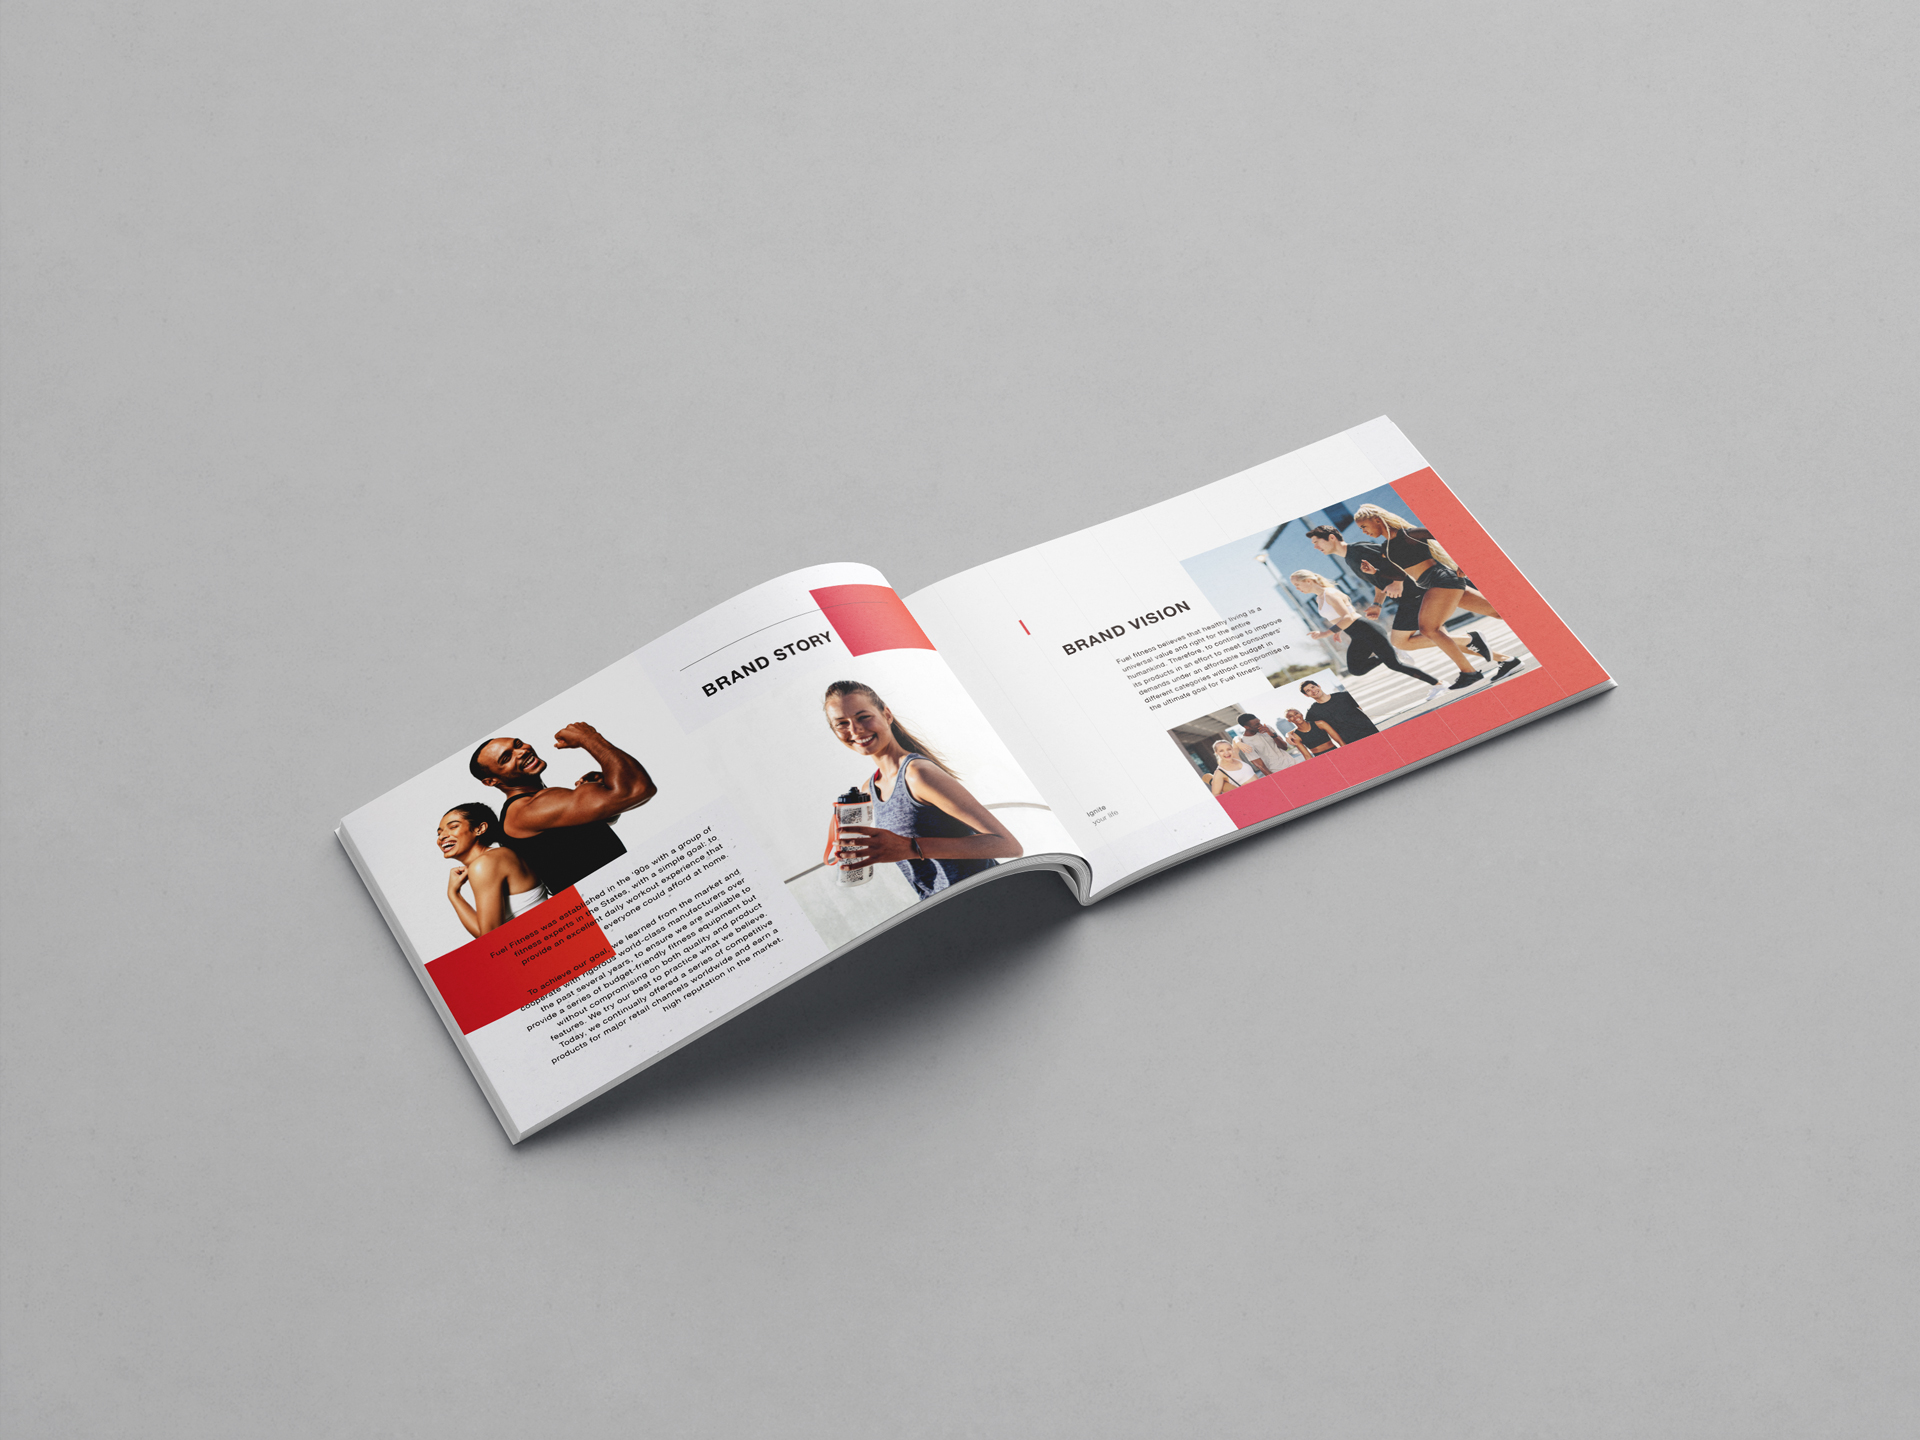 BRAND STORY
Fuel Fitness was established in the '90s with a group of
fitness experts in the States, with a simple goal: to
provide an excellent daily workout experience that
everyone could afford at home.
To achieve our goal, we learned from the market and
cooperate with rigorous world-class manufacturers over
the past several years, to ensure we are available to
provide a series of budget-friendly fitness equipment but
without compromising on both quality and product
features. We try our best to practice what we believe.
Today, we continually offered a series of competitive
products for major retail channels worldwide and earn a
high reputation in the market.
BRAND VISION
Fuel fitness believes that healthy living is a
universal value and right for the entire
humankind. Therefore, to continue to improve
its products in an effort to meet consumers'
demands under an affordable budget in
different categories without compromise is
the ultimate goal for Fuel fitness.
Ignite
your life